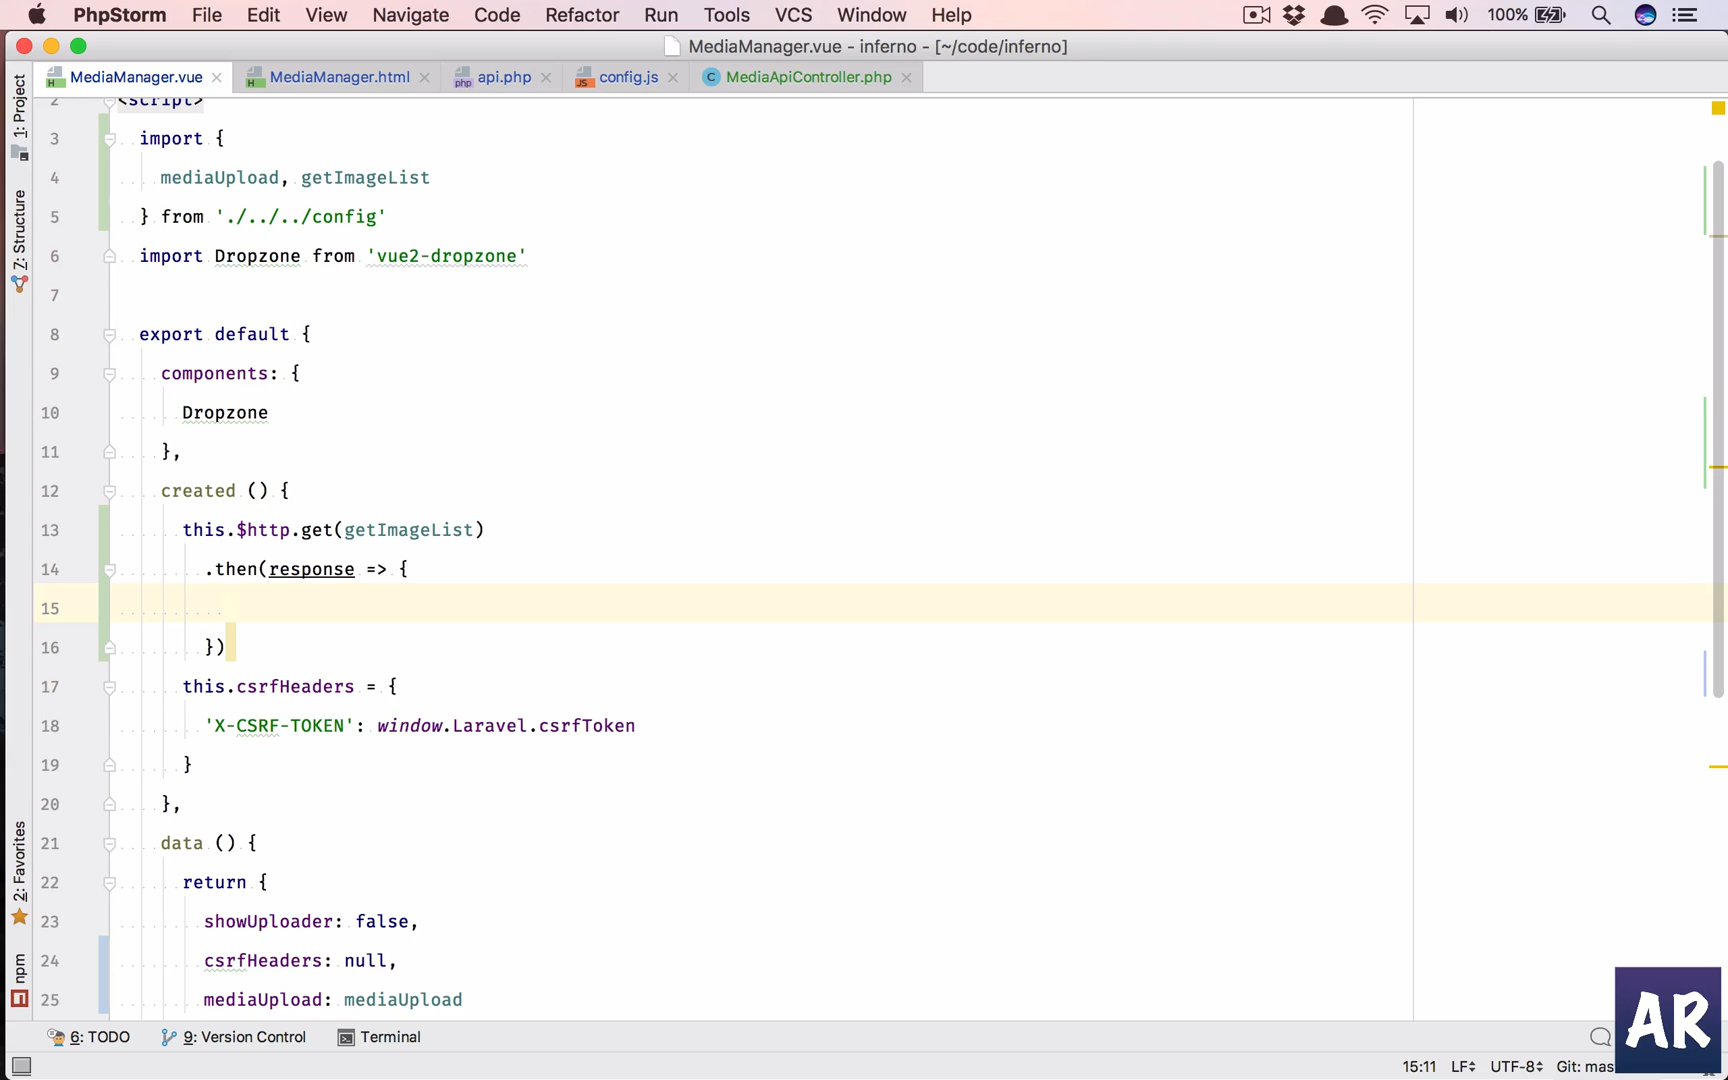 PhpStorm File Edit View Navigate Code Refactor Run Tools VCS Window Help 100%
MediaManager.vue - inferno - [~/code/inferno]
MediaManager.vue MediaManager.html api.php config.js MediaApiController.php
1: Project
7: Structure
2: Favorites
npm
2 <script>
3 import {
4 mediaUpload, getImageList
5 } from './../../config'
6 import Dropzone from 'vue2-dropzone'
7
8 export default {
9 components: {
10 Dropzone
11 },
12 created () {
13 this.$http.get(getImageList)
14 .then(response => {
15
16 })
17 this.csrfHeaders = {
18 'X-CSRF-TOKEN': window.Laravel.csrfToken
19 }
20 },
21 data () {
22 return {
23 showUploader: false,
24 csrfHeaders: null,
25 mediaUpload: mediaUpload
6: TODO 9: Version Control Terminal
15:11 LF UTF-8 Git: mas
AR